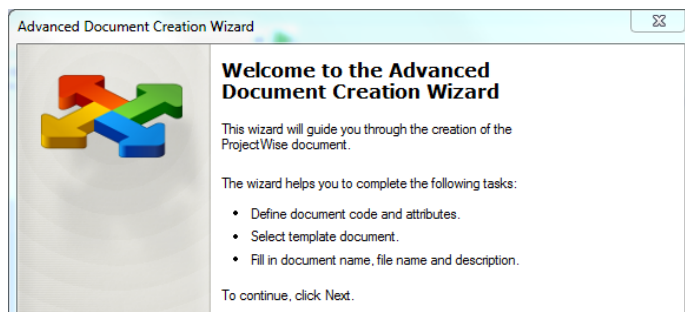 Advanced Document Creation Wizard
Welcome to the Advanced
Document Creation Wizard
This wizard will guide you through the creation of the
ProjectWise document.
The wizard helps you to complete the following tasks:
• Define document code and attributes.
• Select template document.
• Fill in document name, file name and description.
To continue, click Next.